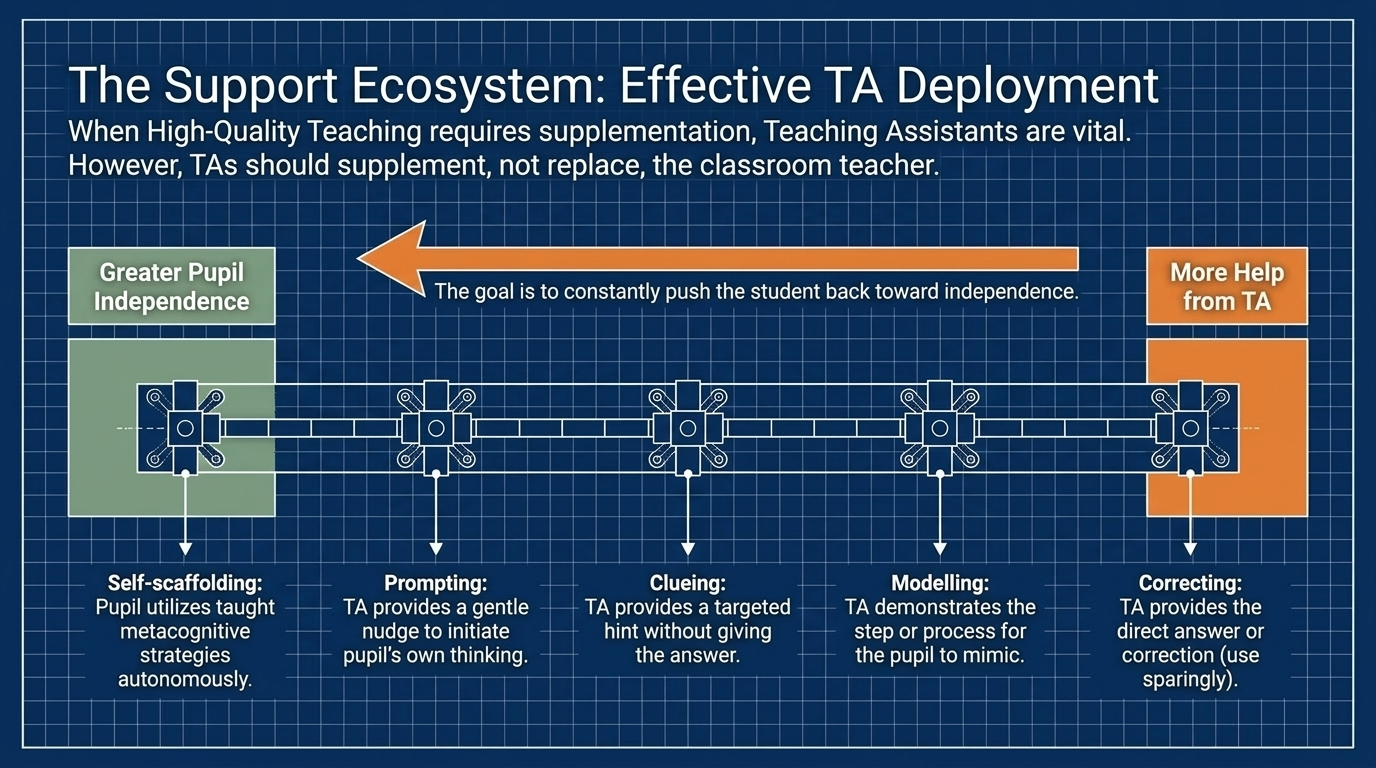 The Support Ecosystem: Effective TA Deployment
When High-Quality Teaching requires supplementation, Teaching Assistants are vital.
However, TAs should supplement, not replace, the classroom teacher.
Greater Pupil
Independence
The goal is to constantly push the student back toward independence.
More Help
from TA
Self-scaffolding:
Pupil utilizes taught
metacognitive
strategies
autonomously.
Prompting:
TA provides a gentle
nudge to initiate
pupil's own thinking.
Clueing:
TA provides a targeted
hint without giving
the answer.
Modelling:
TA demonstrates the
step or process for
the pupil to mimic.
Correcting:
TA provides the
direct answer or
correction (use
sparingly).